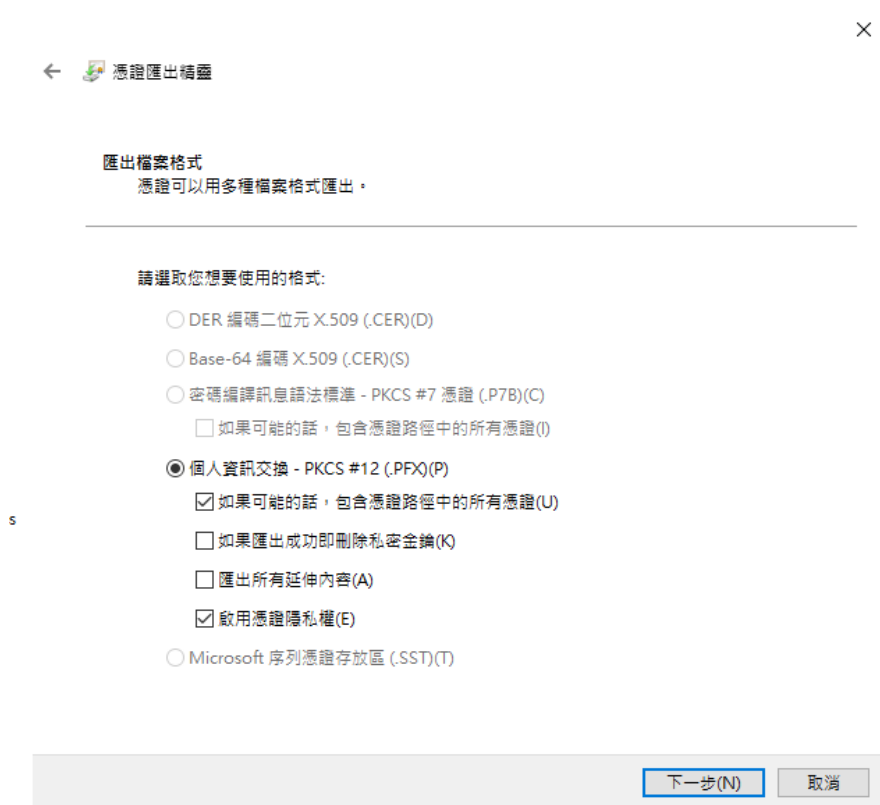 憑證匯出精靈
匯出檔案格式
憑證可以用多種檔案格式匯出。
請選取您想要使用的格式:
DER 編碼二位元 X.509 (.CER)(D)
Base-64 編碼 X.509 (.CER)(S)
密碼編譯訊息語法標準 - PKCS #7 憑證 (.P7B)(C)
如果可能的話，包含憑證路徑中的所有憑證(I)
個人資訊交換 - PKCS #12 (.PFX)(P)
如果可能的話，包含憑證路徑中的所有憑證(U)
s
如果匯出成功即刪除私密金鑰(K)
匯出所有延伸內容(A)
啟用憑證隱私權(E)
Microsoft 序列憑證存放區 (.SST)(T)
下一步(N)
取消